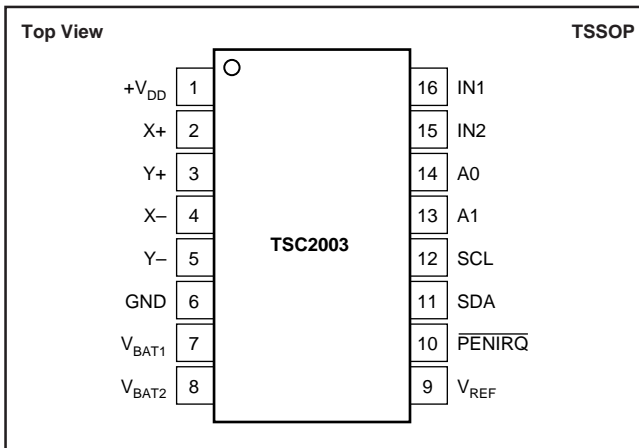 Top View TSSOP
+VDD 1 16 IN1
X+ 2 15 IN2
Y+ 3 14 A0
X– 4 13 A1
TSC2003
Y– 5 12 SCL
GND 6 11 SDA
VBAT1 7 10 PENIRQ
VBAT2 8 9 VREF